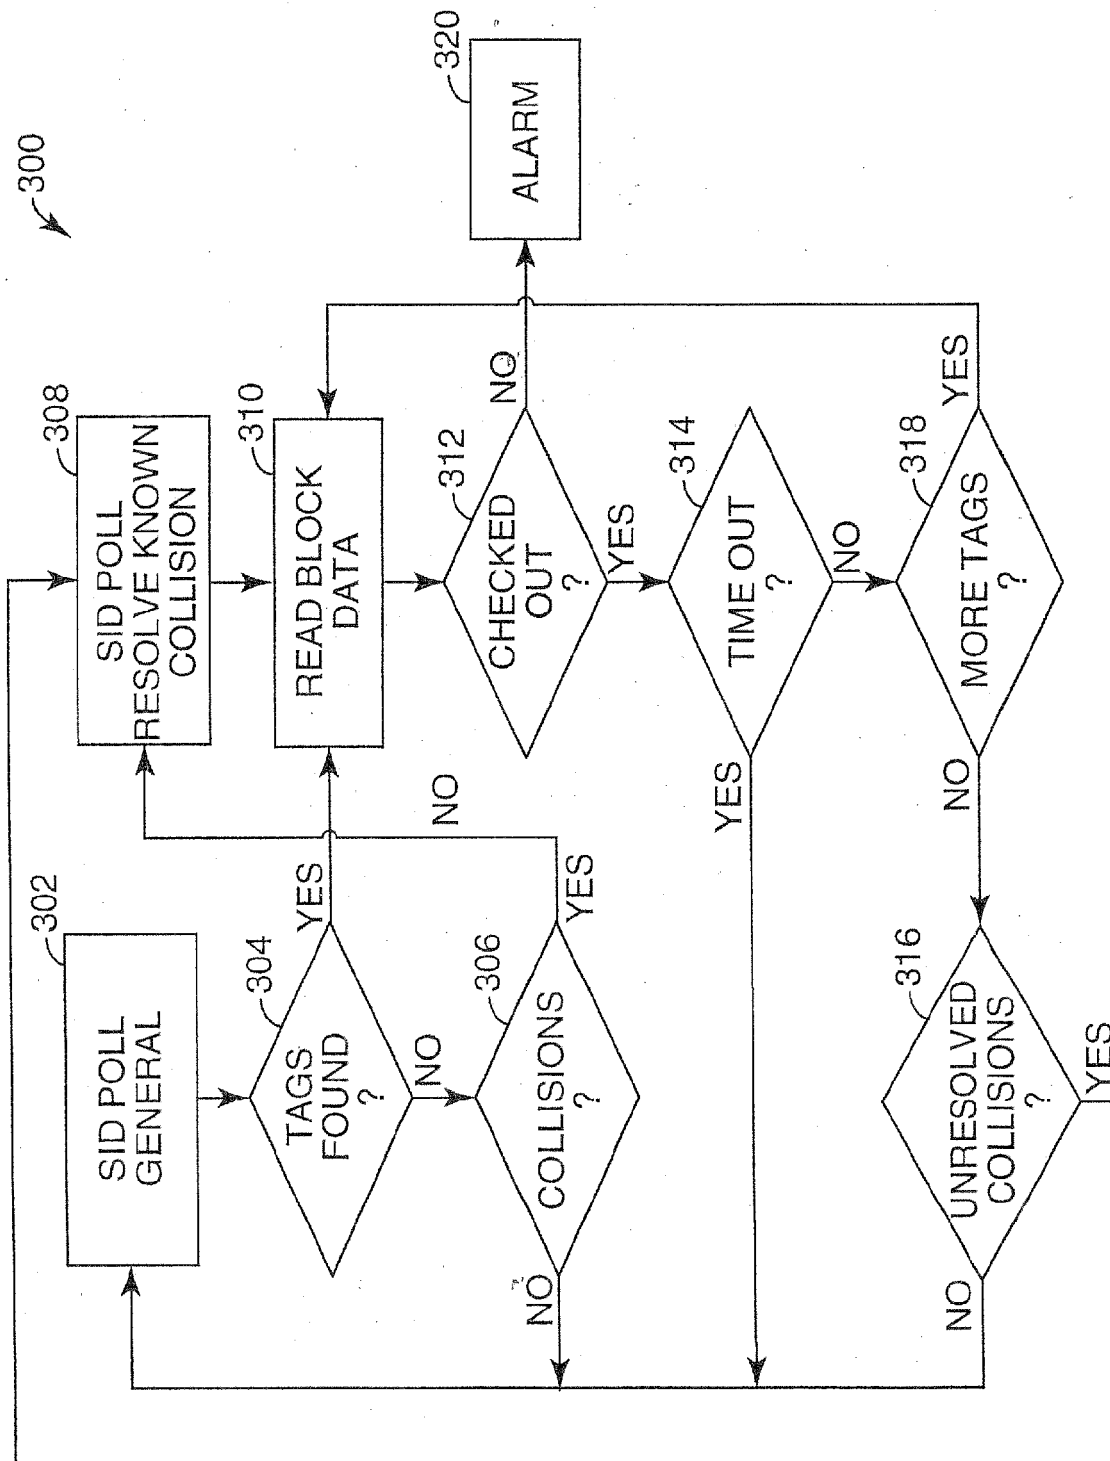 300
302
SID POLL
GENERAL
304
TAGS
FOUND
?
YES
NO
306
COLLISIONS
?
YES
NO
NO
308
SID POLL
RESOLVE KNOWN
COLLISION
310
READ BLOCK
DATA
312
CHECKED
OUT
?
NO
YES
320
ALARM
314
TIME OUT
?
YES
NO
318
MORE TAGS
?
YES
NO
316
UNRESOLVED
COLLISIONS
?
NO
YES